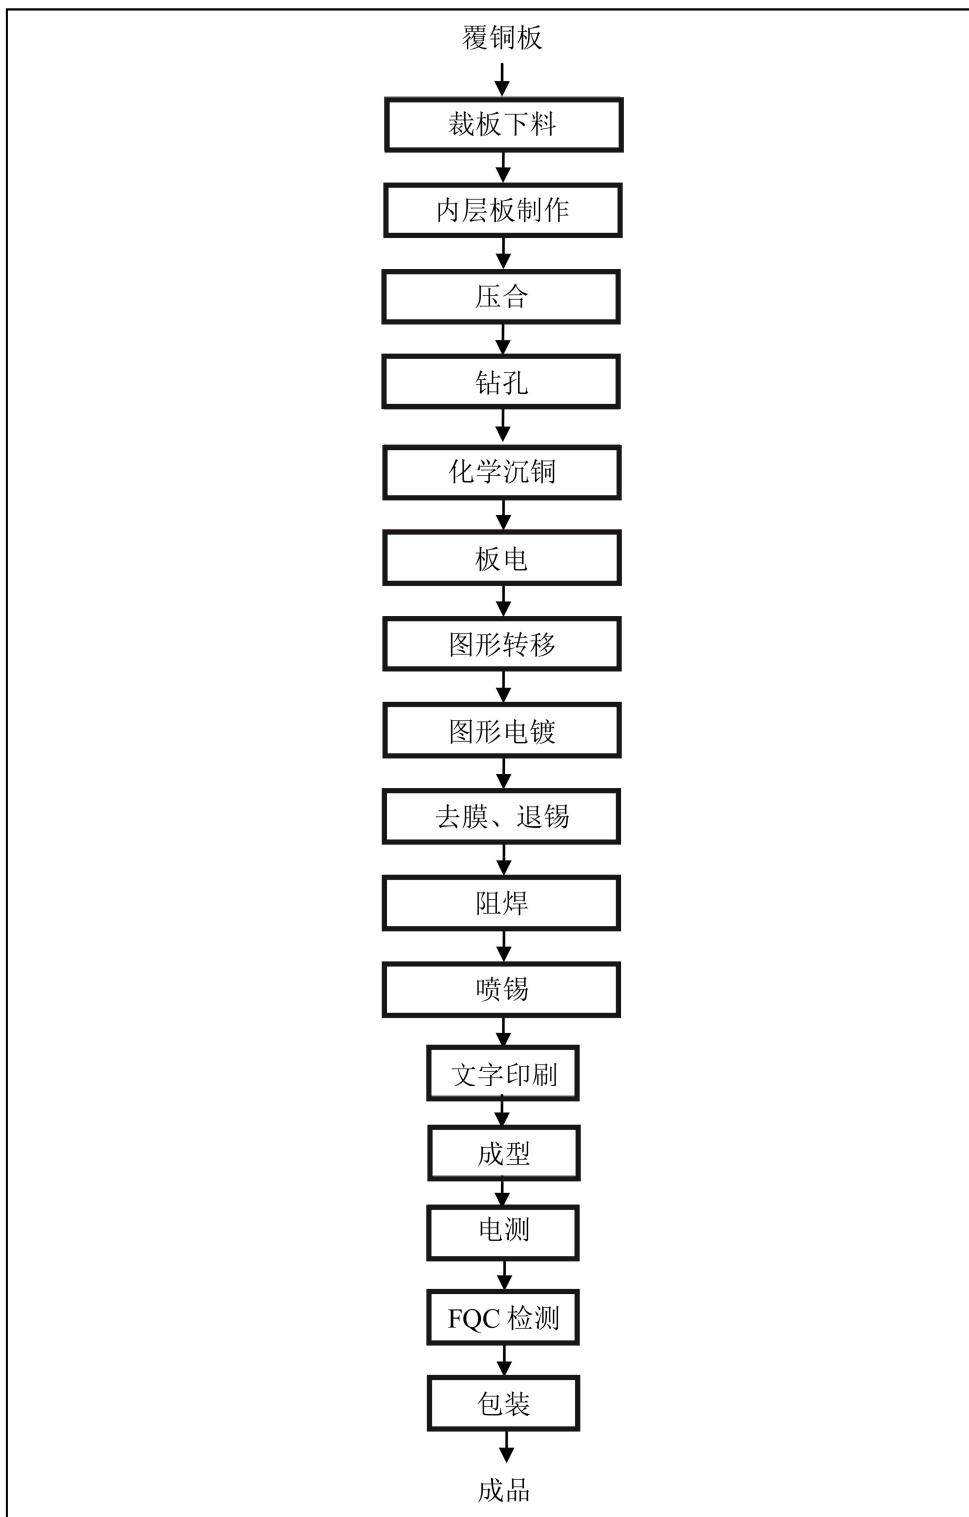 覆铜板
裁板下料
内层板制作
压合
钻孔
化学沉铜
板电
图形转移
图形电镀
去膜、退锡
阻焊
喷锡
文字印刷
成型
电测
FQC 检测
包装
成品